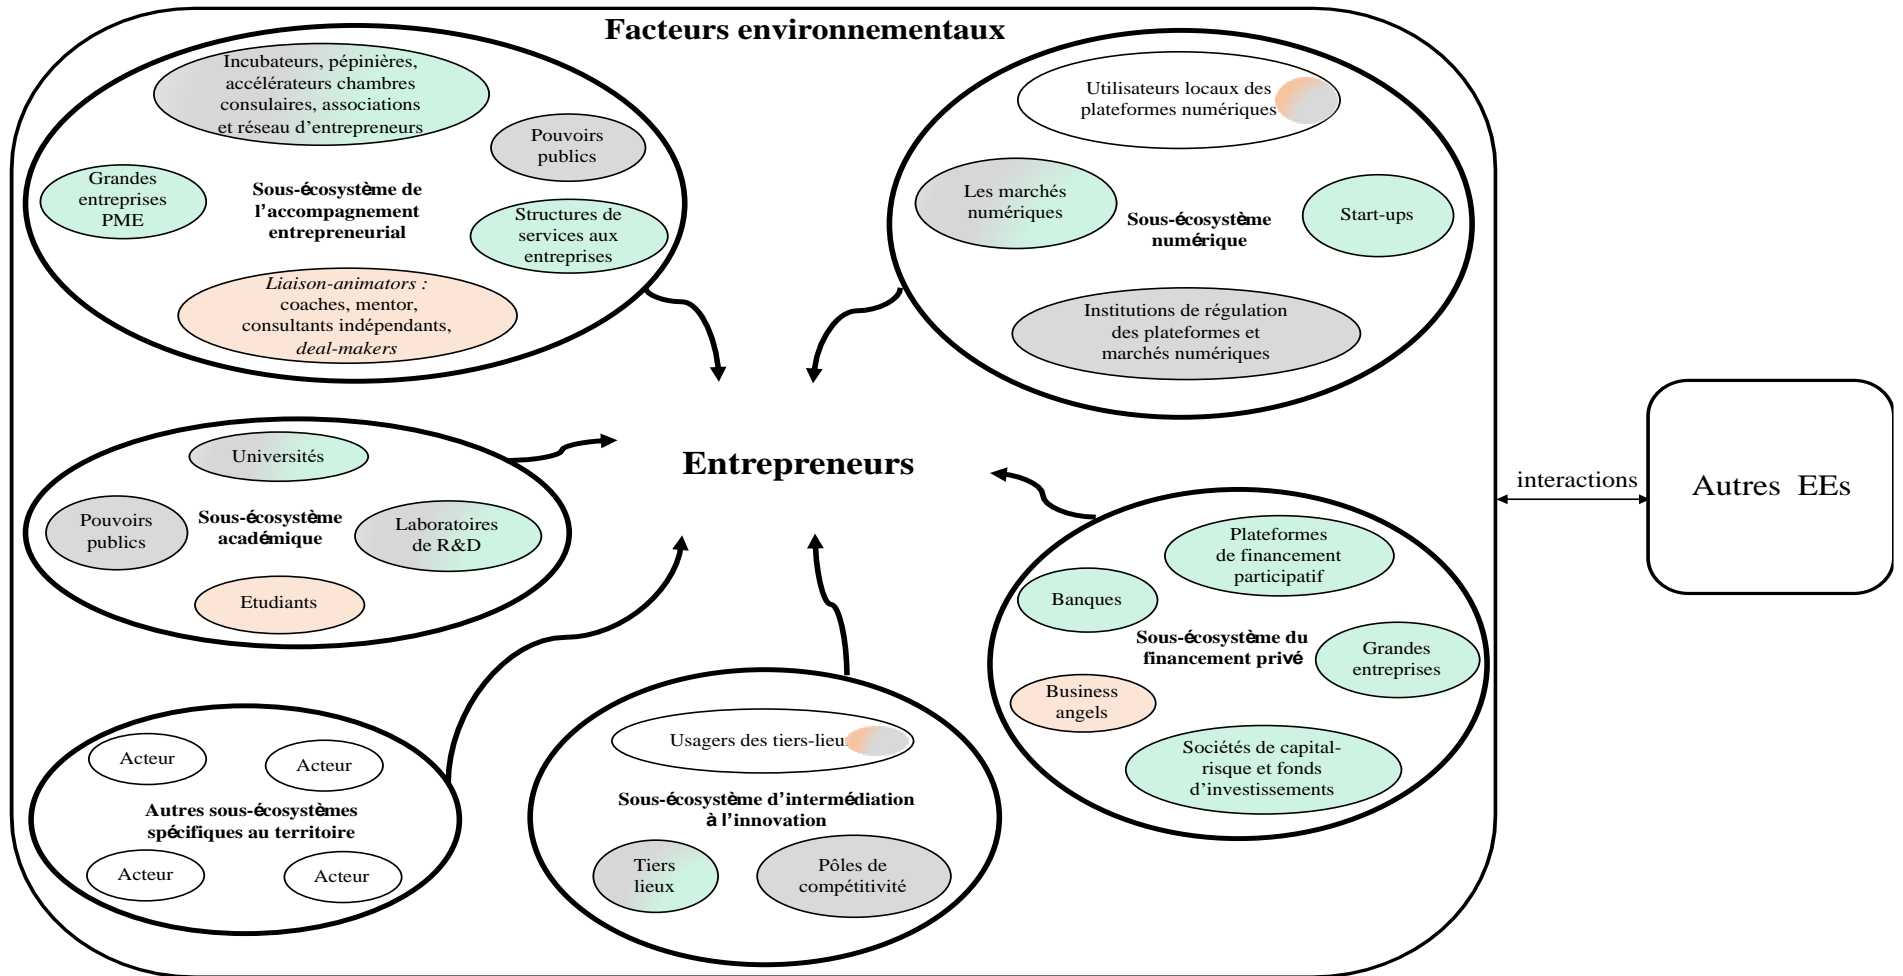 Facteurs environnementaux
Incubateurs, pépinières,
accélérateurs chambres
consulaires, associations
et réseau d'entrepreneurs
Pouvoirs
publics
Grandes
entreprises
PME
Sous-écosystème de
l'accompagnement
entrepreneurial
Structures de
services aux
entreprises
Liaison-animators :
coaches, mentor,
consultants indépendants,
deal-makers
Utilisateurs locaux des
plateformes numériques
Les marchés
numériques
Sous-écosystème
numérique
Start-ups
Institutions de régulation
des plateformes et
marchés numériques
Entrepreneurs
Universités
Pouvoirs
publics
Sous-écosystème
académique
Laboratoires
de R&D
Etudiants
interactions
Autres EEs
Plateformes
de financement
participatif
Banques
Sous-écosystème du
financement privé
Grandes
entreprises
Business
angels
Sociétés de capital-
risque et fonds
d'investissements
Acteur
Acteur
Autres sous-écosystèmes
spécifiques au territoire
Acteur
Acteur
Usagers des tiers-lieu
Sous-écosystème d'intermédiation
à l'innovation
Tiers
lieux
Pôles de
compétitivité